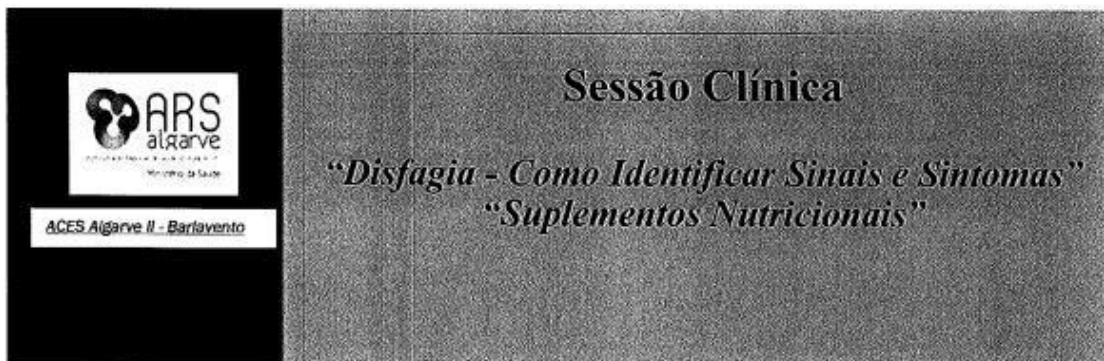 ARS
algarve
Ministério da Saúde
ACES Algarve II - Barlavento
Sessão Clínica
“Disfagia - Como Identificar Sinais e Sintomas”
“Suplementos Nutricionais”